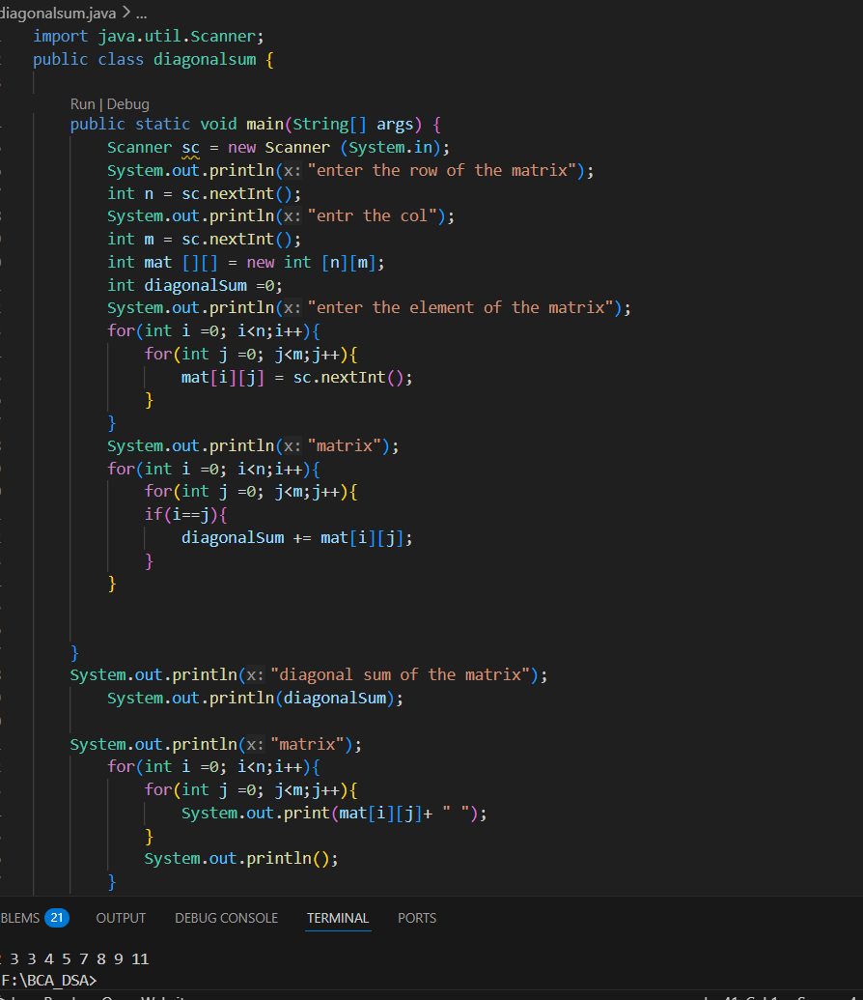 diagonalsum.java > ...
import java.util.Scanner;
public class diagonalsum {
Run | Debug
public static void main(String[] args) {
Scanner sc = new Scanner (System.in);
System.out.println(x: "enter the row of the matrix");
int n = sc.nextInt();
System.out.println(x: "entr the col");
int m = sc.nextInt();
int mat [][] = new int [n][m];
int diagonalSum =0;
System.out.println(x: "enter the element of the matrix");
for(int i =0; i<n;i++){
for(int j =0; j<m;j++){
mat[i][j] = sc.nextInt();
}
}
System.out.println(x: "matrix");
for(int i =0; i<n;i++){
for(int j =0; j<m;j++){
if(i==j){
diagonalSum += mat[i][j];
}
}
}
System.out.println(x: "diagonal sum of the matrix");
System.out.println(diagonalSum);
System.out.println(x: "matrix");
for(int i =0; i<n;i++){
for(int j =0; j<m;j++){
System.out.print(mat[i][j]+ " ");
}
System.out.println();
}
BLEMS 21 OUTPUT DEBUG CONSOLE TERMINAL PORTS
3 3 4 5 7 8 9 11
F:\BCA_DSA>